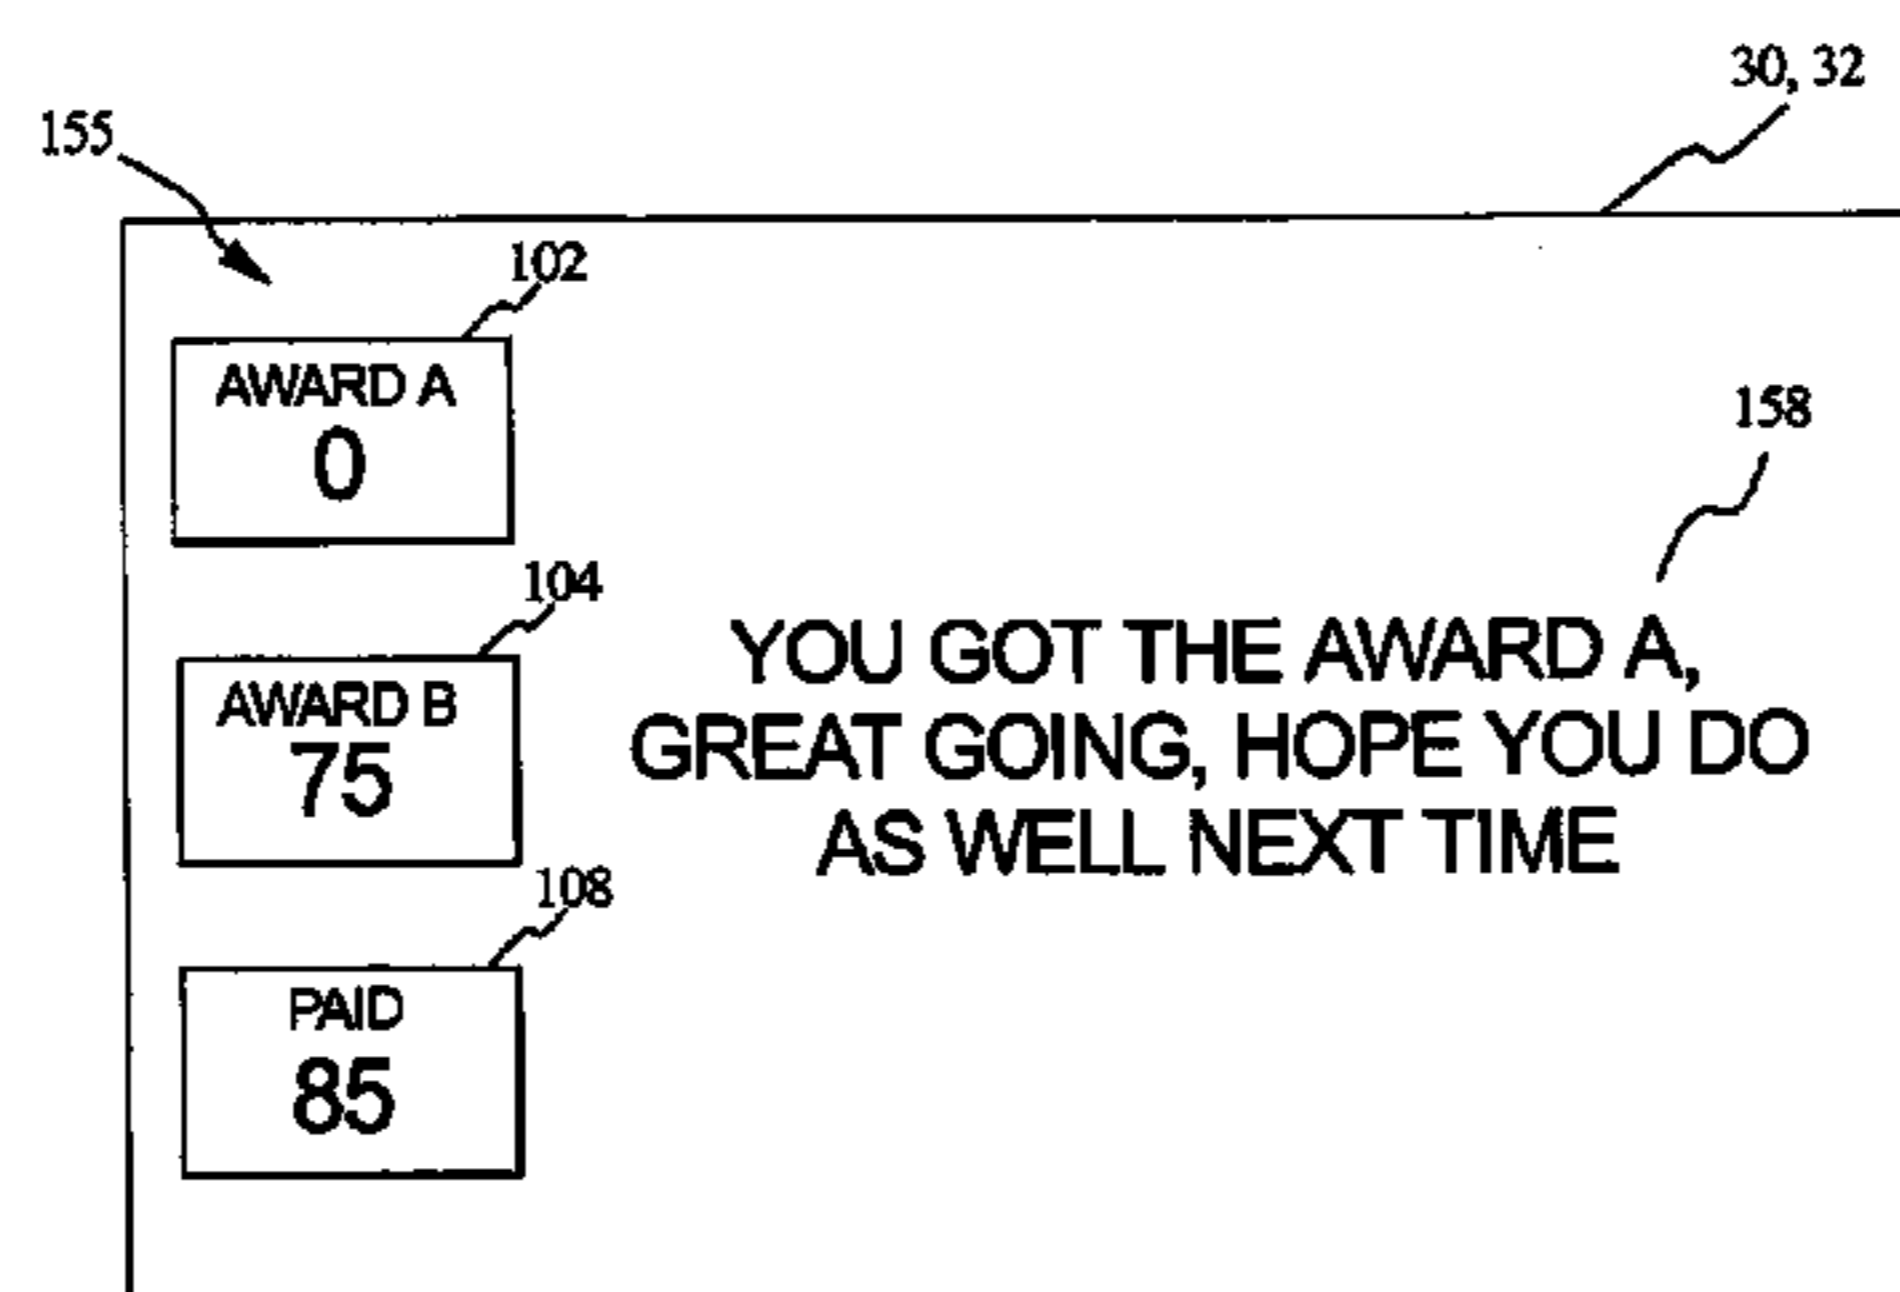 30, 32
155
102
AWARD A
0
158
104
AWARD B
75
YOU GOT THE AWARD A,
GREAT GOING, HOPE YOU DO
AS WELL NEXT TIME
108
PAID
85